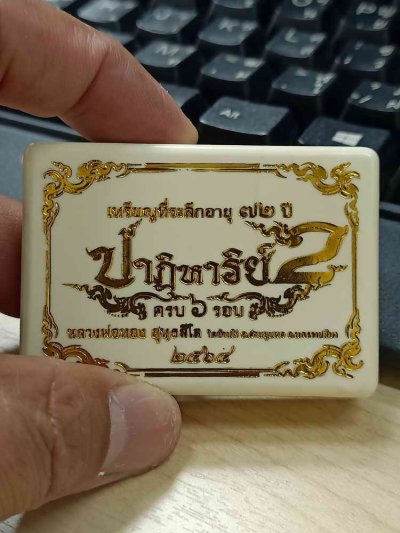 เหรียญที่ระลึกอายุ ๗๒ ปี
ปาฏิหาริย์ 2
ครบ ๖ รอบ
หลวงพ่อทอง สุทธสีโล
๒๕๖๔